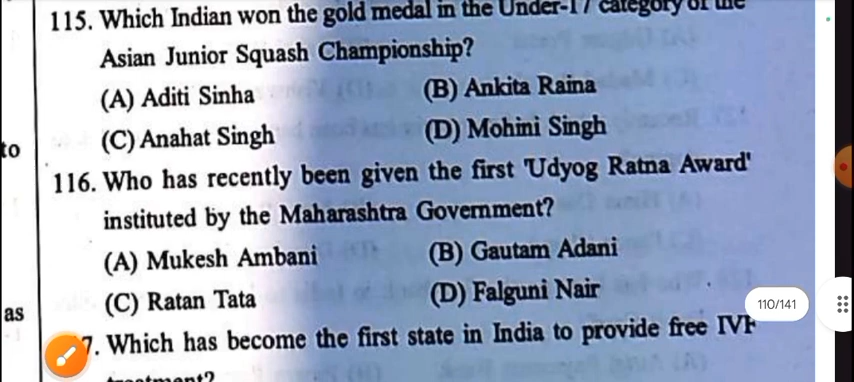 115. Which Indian won the gold medal in the Under-17 category of the
Asian Junior Squash Championship?
(A) Aditi Sinha (B) Ankita Raina
(C) Anahat Singh (D) Mohini Singh
to
116. Who has recently been given the first 'Udyog Ratna Award'
instituted by the Maharashtra Government?
(A) Mukesh Ambani (B) Gautam Adani
(C) Ratan Tata (D) Falguni Nair
110/141
as
7. Which has become the first state in India to provide free IVF
treatment?